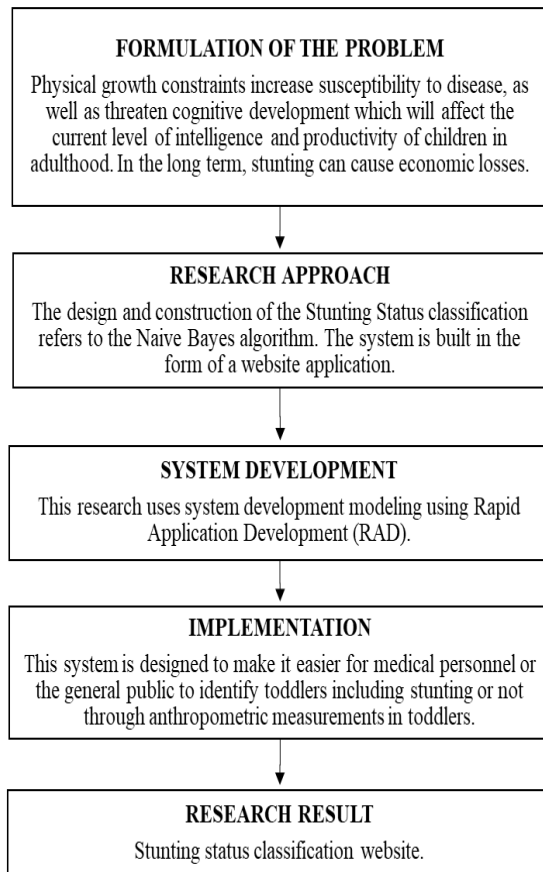 FORMULATION OF THE PROBLEM
Physical growth constraints increase susceptibility to disease, as
well as threaten cognitive development which will affect the
current level of intelligence and productivity of children in
adulthood. In the long term, stunting can cause economic losses.
RESEARCH APPROACH
The design and construction of the Stunting Status classification
refers to the Naive Bayes algorithm. The system is built in the
form of a website application.
SYSTEM DEVELOPMENT
This research uses system development modeling using Rapid
Application Development (RAD).
IMPLEMENTATION
This system is designed to make it easier for medical personnel or
the general public to identify toddlers including stunting or not
through anthropometric measurements in toddlers.
RESEARCH RESULT
Stunting status classification website.